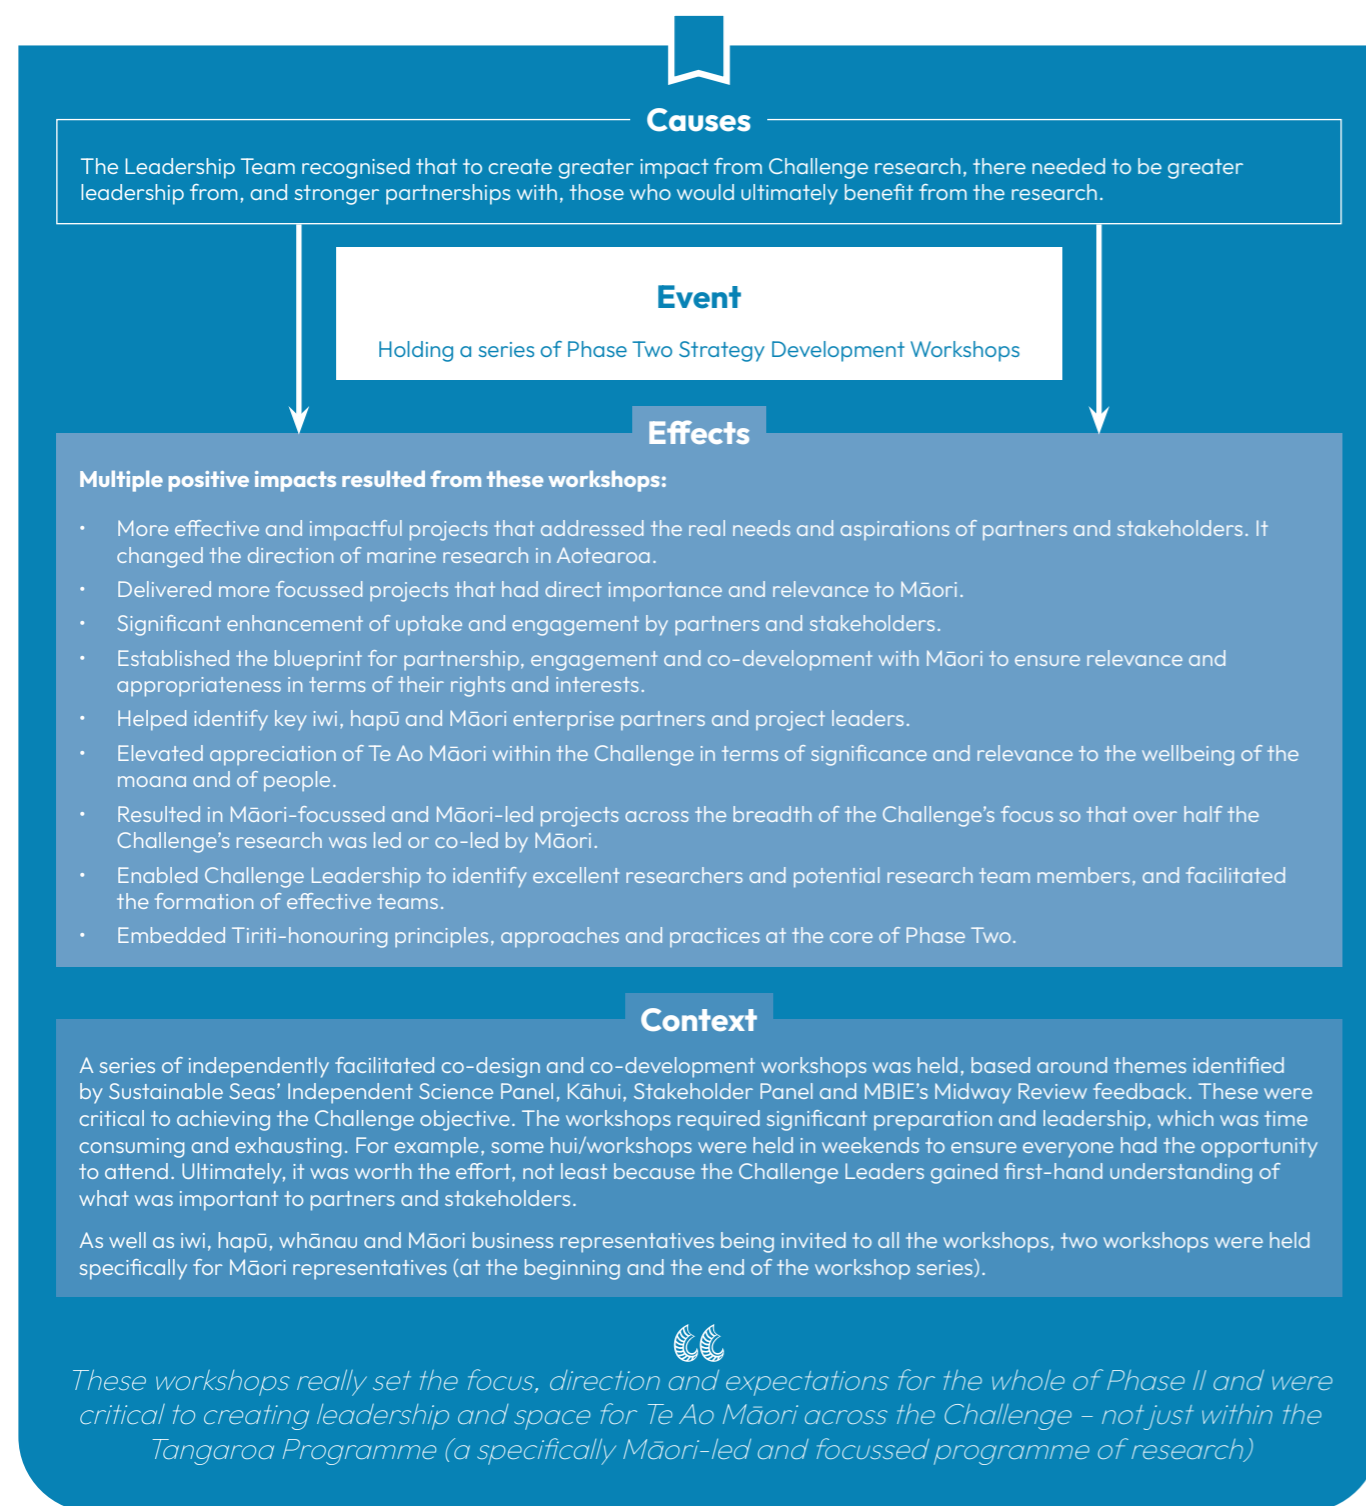 Causes
The Leadership Team recognised that to create greater impact from Challenge research, there needed to be greater
leadership from, and stronger partnerships with, those who would ultimately benefit from the research.
Event
Holding a series of Phase Two Strategy Development Workshops
Effects
Multiple positive impacts resulted from these workshops:
• More effective and impactful projects that addressed the real needs and aspirations of partners and stakeholders. It
changed the direction of marine research in Aotearoa.
• Delivered more focussed projects that had direct importance and relevance to Māori.
• Significant enhancement of uptake and engagement by partners and stakeholders.
• Established the blueprint for partnership, engagement and co-development with Māori to ensure relevance and
appropriateness in terms of their rights and interests.
• Helped identify key iwi, hapū and Māori enterprise partners and project leaders.
• Elevated appreciation of Te Ao Māori within the Challenge in terms of significance and relevance to the wellbeing of the
moana and of people.
• Resulted in Māori-focussed and Māori-led projects across the breadth of the Challenge’s focus so that over half the
Challenge’s research was led or co-led by Māori.
• Enabled Challenge Leadership to identify excellent researchers and potential research team members, and facilitated
the formation of effective teams.
• Embedded Tiriti-honouring principles, approaches and practices at the core of Phase Two.
Context
A series of independently facilitated co-design and co-development workshops was held, based around themes identified
by Sustainable Seas’ Independent Science Panel, Kāhui, Stakeholder Panel and MBIE’s Midway Review feedback. These were
critical to achieving the Challenge objective. The workshops required significant preparation and leadership, which was time
consuming and exhausting. For example, some hui/workshops were held in weekends to ensure everyone had the opportunity
to attend. Ultimately, it was worth the effort, not least because the Challenge Leaders gained first-hand understanding of
what was important to partners and stakeholders.
As well as iwi, hapū, whānau and Māori business representatives being invited to all the workshops, two workshops were held
specifically for Māori representatives (at the beginning and the end of the workshop series).
These workshops really set the focus, direction and expectations for the whole of Phase II and were
critical to creating leadership and space for Te Ao Māori across the Challenge – not just within the
Tangaroa Programme (a specifically Māori-led and focussed programme of research)